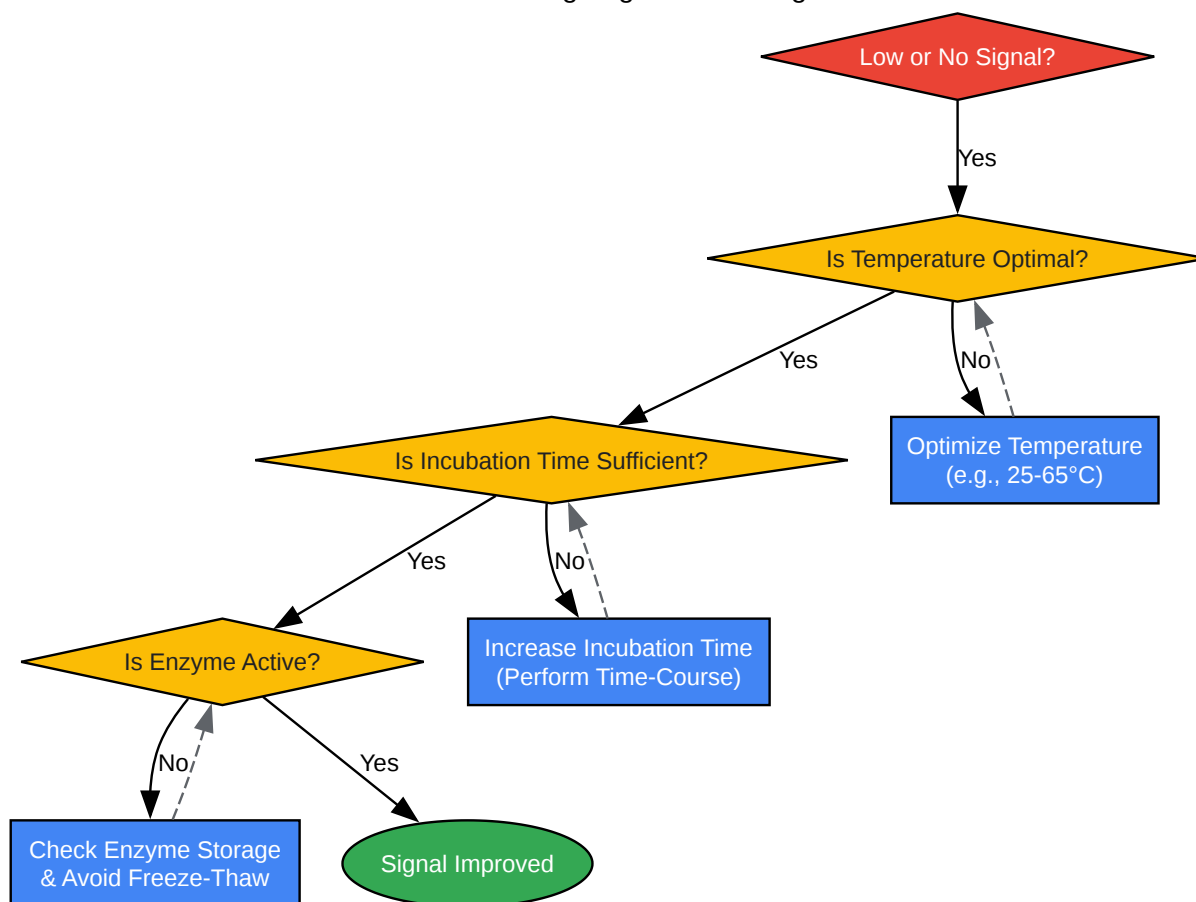 Low or No Signal?
Yes
Is Temperature Optimal?
Yes
No
Optimize Temperature
(e.g., 25-65°C)
Is Incubation Time Sufficient?
Yes
No
Increase Incubation Time
(Perform Time-Course)
Is Enzyme Active?
No
Yes
Check Enzyme Storage
& Avoid Freeze-Thaw
Signal Improved